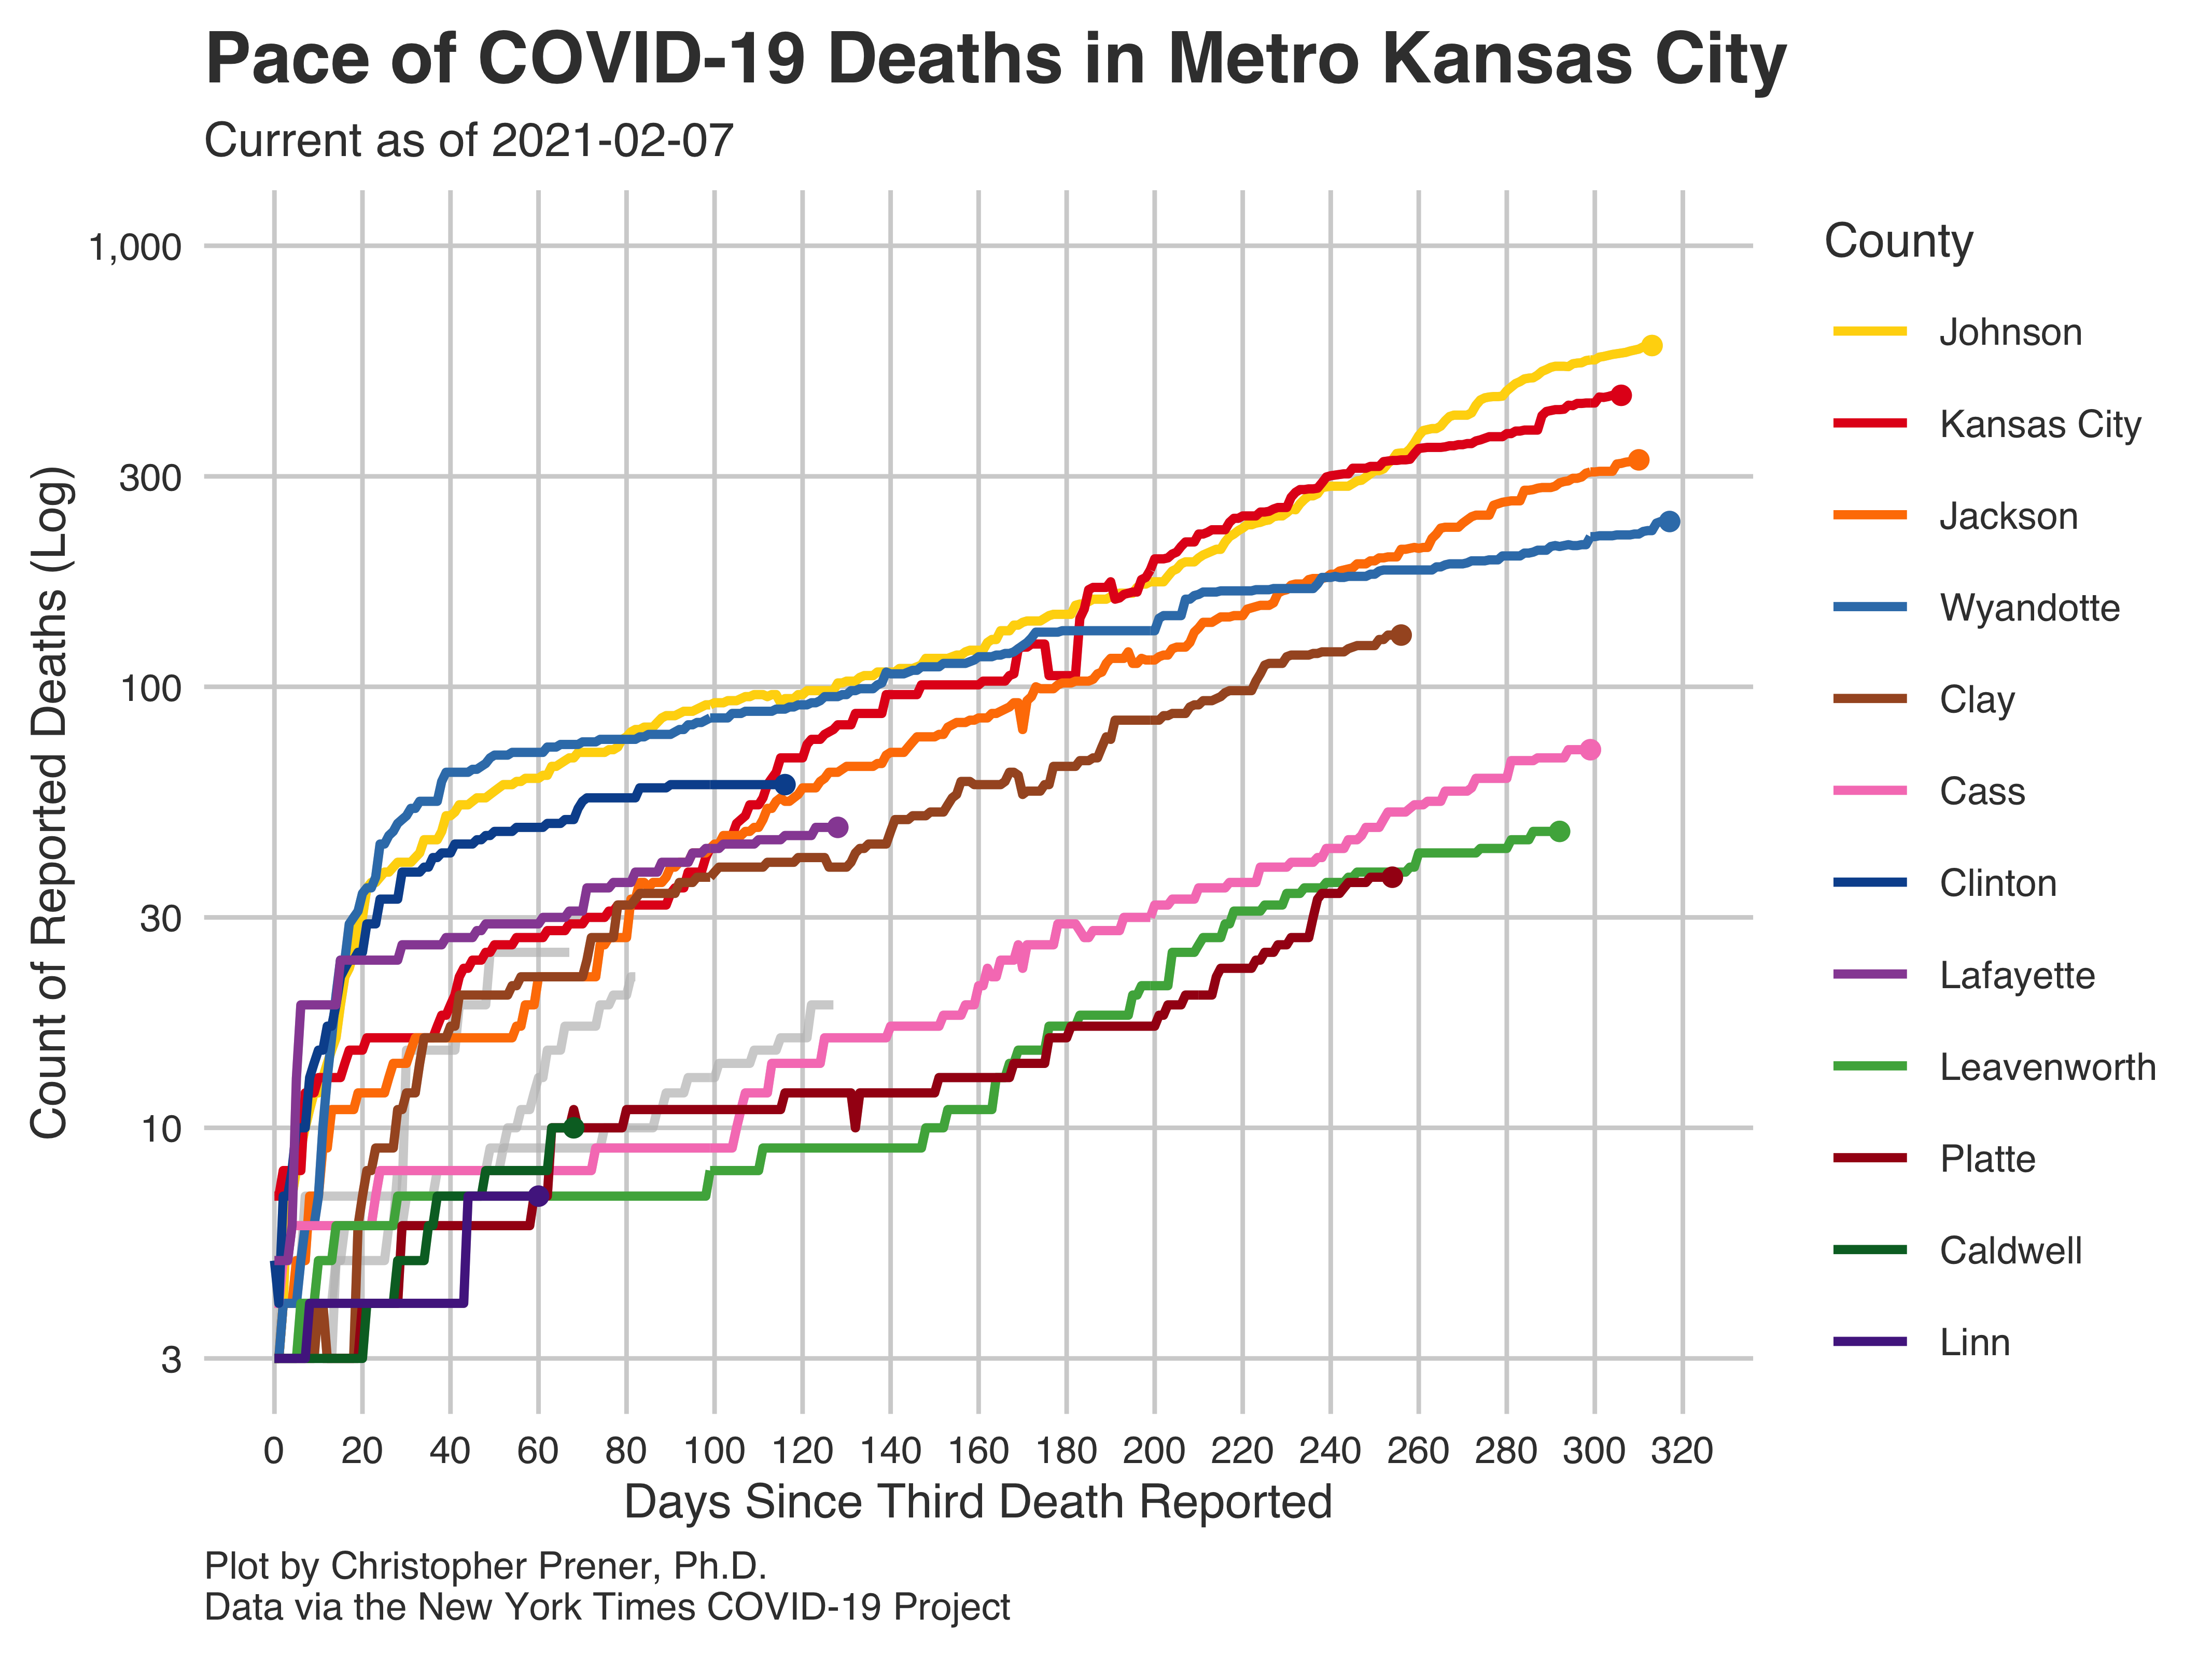 Pace of COVID-19 Deaths in Metro Kansas City
Current as of 2021-02-07
Count of Reported Deaths (Log)
1,000
300
100
30
10
3
0 20 40 60 80 100 120 140 160 180 200 220 240 260 280 300 320
Days Since Third Death Reported
County
Johnson
Kansas City
Jackson
Wyandotte
Clay
Cass
Clinton
Lafayette
Leavenworth
Platte
Caldwell
Linn
Plot by Christopher Prener, Ph.D.
Data via the New York Times COVID-19 Project